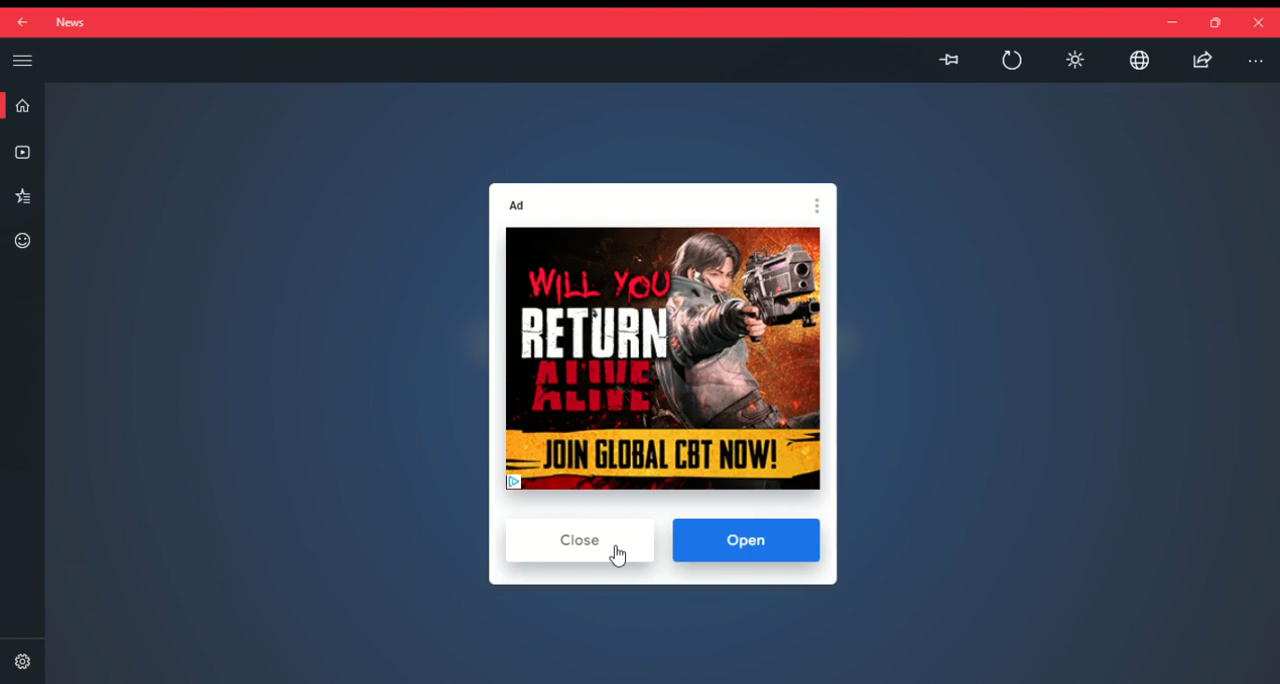 News
Ad
WILL YOU
RETURN
ALIVE
JOIN GLOBAL CBT NOW!
Close
Open